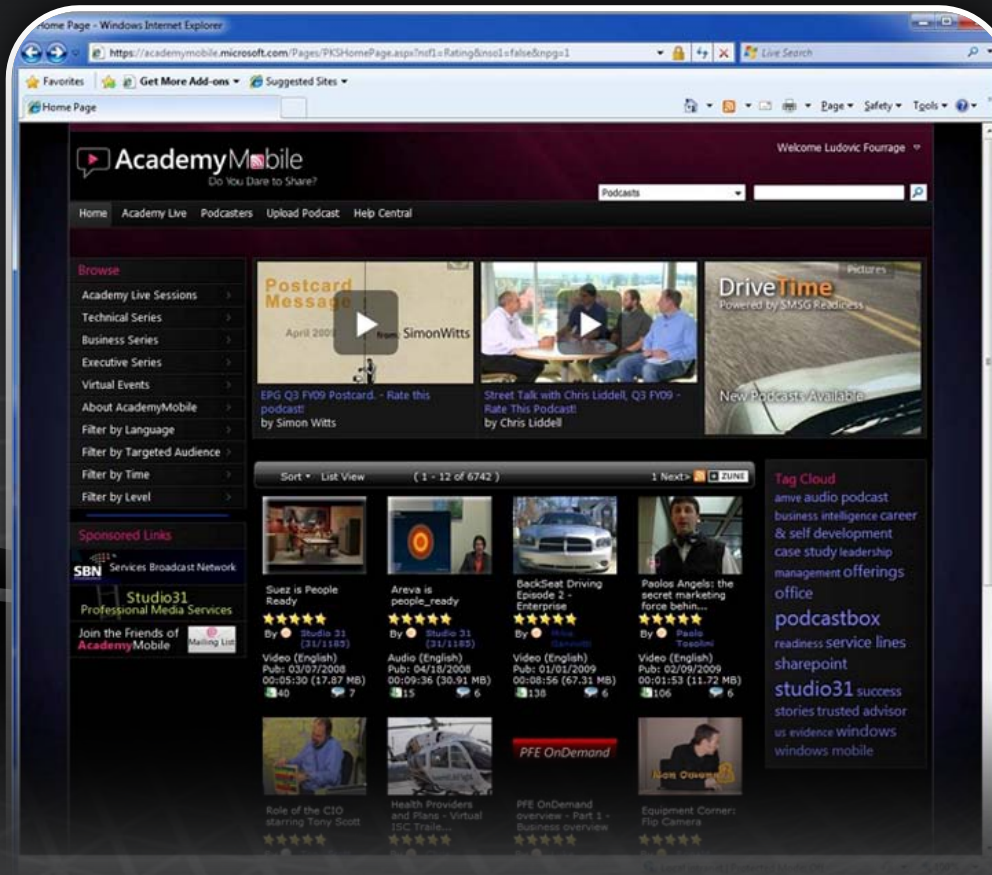 Home Page - Windows Internet Explorer
https://academymobile.microsoft.com/Pages/PKSHomePage.aspx?nsf1=Rating&nso1=false&npg=1
Live Search
Favorites
Get More Add-ons
Suggested Sites
Home Page
Page Safety Tools
AcademyMobile
Do You Dare to Share?
Welcome Ludovic Fourrage
Podcasts
Home Academy Live Podcasters Upload Podcast Help Central
Browse
Academy Live Sessions
Technical Series
Business Series
Executive Series
Virtual Events
About AcademyMobile
Filter by Language
Filter by Targeted Audience
Filter by Time
Filter by Level
Sponsored Links
SBN Services Broadcast Network
Studio31
Professional Media Services
Join the Friends of
AcademyMobile
Mailing List
Postcard
Message
April 2009 from SimonWitts
EPG Q3 FY09 Postcard. - Rate this
podcast!
by Simon Witts
Street Talk with Chris Liddell, Q3 FY09 -
Rate This Podcast!
by Chris Liddell
Pictures
DriveTime
Powered by SMSG Readiness
New Podcasts Available
Sort List View ( 1 - 12 of 6742 ) 1 Next> ZUNE
Suez is People
Ready
By Studio 31
(31/1185)
Video (English)
Pub: 03/07/2008
00:05:30 (17.87 MB)
40 7
Areva is
people_ready
By Studio 31
(31/1185)
Audio (English)
Pub: 04/18/2008
00:09:36 (30.91 MB)
15 6
BackSeat Driving
Episode 2 -
Enterprise
By
Video (English)
Pub: 01/01/2009
00:08:56 (67.31 MB)
138 6
Paolos Angels: the
secret marketing
force behin...
By Paolo
Tosolini
Video (English)
Pub: 02/09/2009
00:01:53 (11.72 MB)
106 6
Role of the CIO
starring Tony Scott
Health Providers
and Plans - Virtual
ISC Traile...
PFE OnDemand
PFE OnDemand
overview - Part 1 -
Business overview
Equipment Corner:
Flip Camera
Tag Cloud
amve audio podcast
business intelligence career
& self development
case study leadership
management offerings
office
podcastbox
readiness service lines
sharepoint
studio31 success
stories trusted advisor
us evidence windows
windows mobile